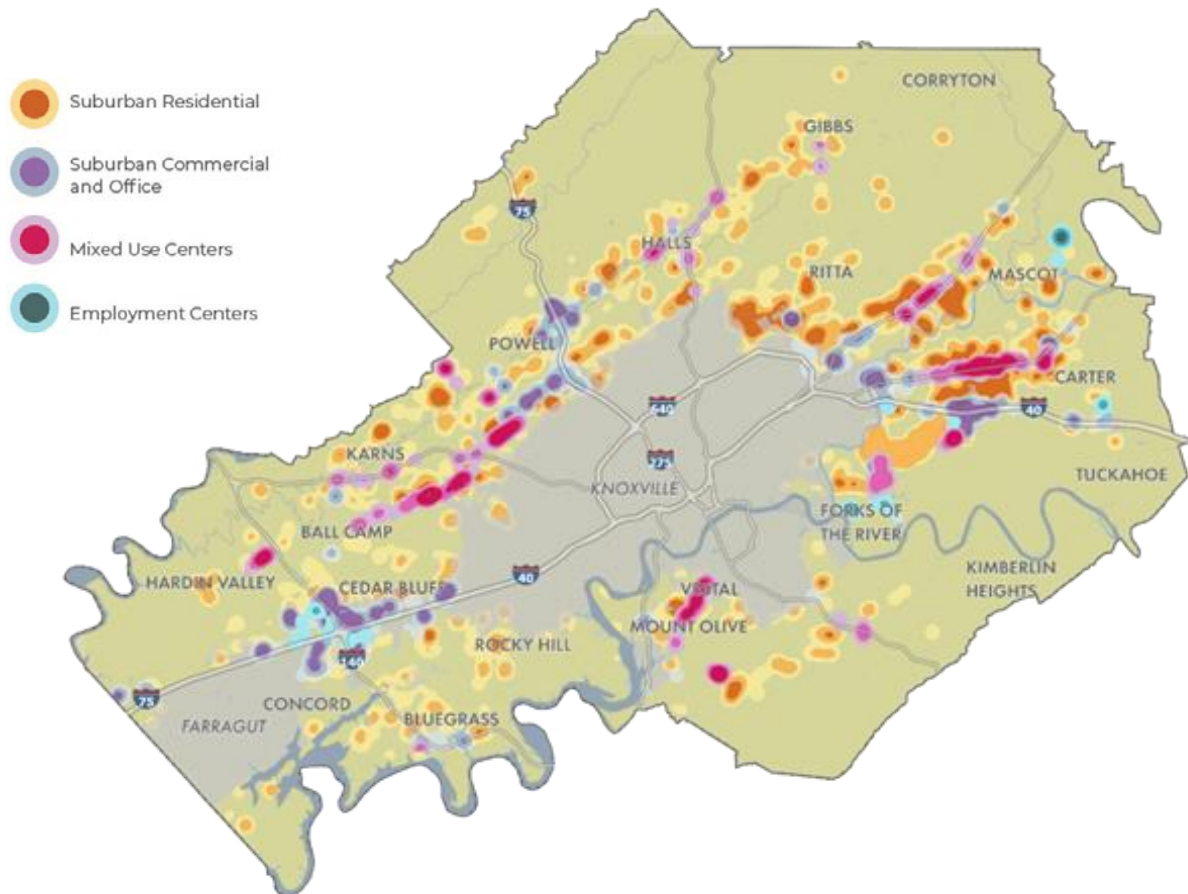 Suburban Residential
Suburban Commercial
and Office
Mixed Use Centers
Employment Centers
CORRYTON
GIBBS
75
HALLS
RITTA
MASCOT
POWELL
CARTER
640
40
KARNS
275
KNOXVILLE
TUCKAHOE
BALL CAMP
FORKS OF
THE RIVER
HARDIN VALLEY
CEDAR BLUFF
40
KIMBERLIN
HEIGHTS
VESTAL
MOUNT OLIVE
ROCKY HILL
140
75
CONCORD
FARRAGUT
BLUEGRASS